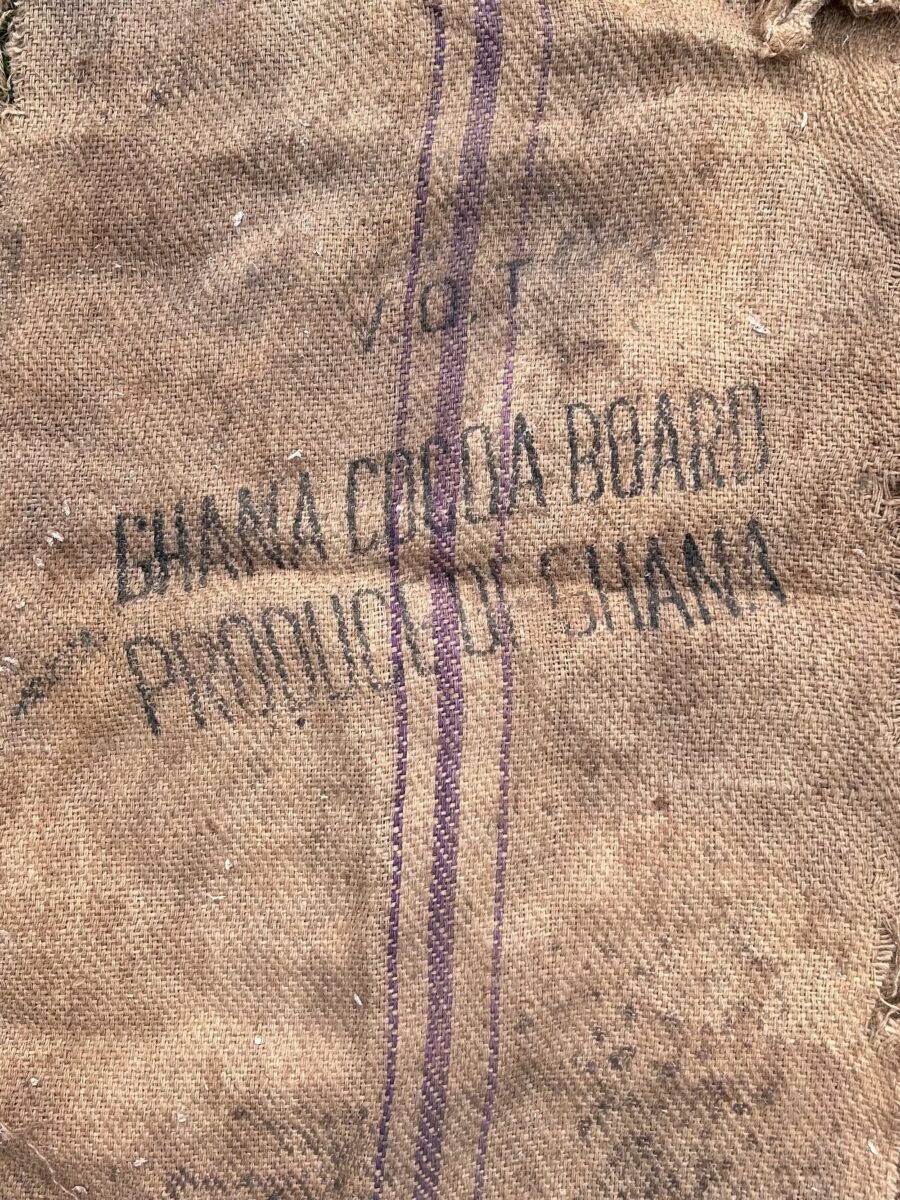 V.O.T
GHANA COCOA BOARD
PRODUCE OF GHANA